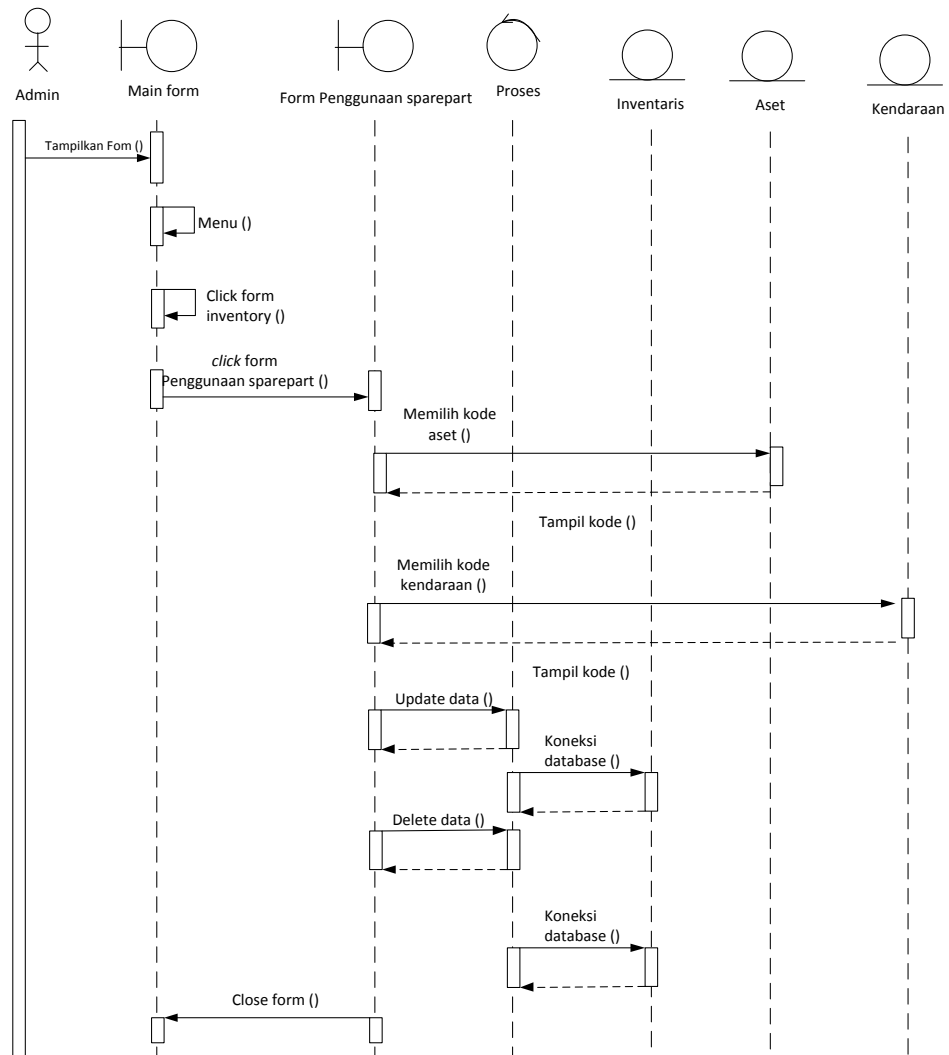 Admin
Main form
Form Penggunaan sparepart
Proses
Inventaris
Aset
Kendaraan
Tampilkan Fom ()
Menu ()
Click form
inventory ()
click form
Penggunaan sparepart ()
Memilih kode
aset ()
Tampil kode ()
Memilih kode
kendaraan ()
Tampil kode ()
Update data ()
Koneksi
database ()
Delete data ()
Koneksi
database ()
Close form ()